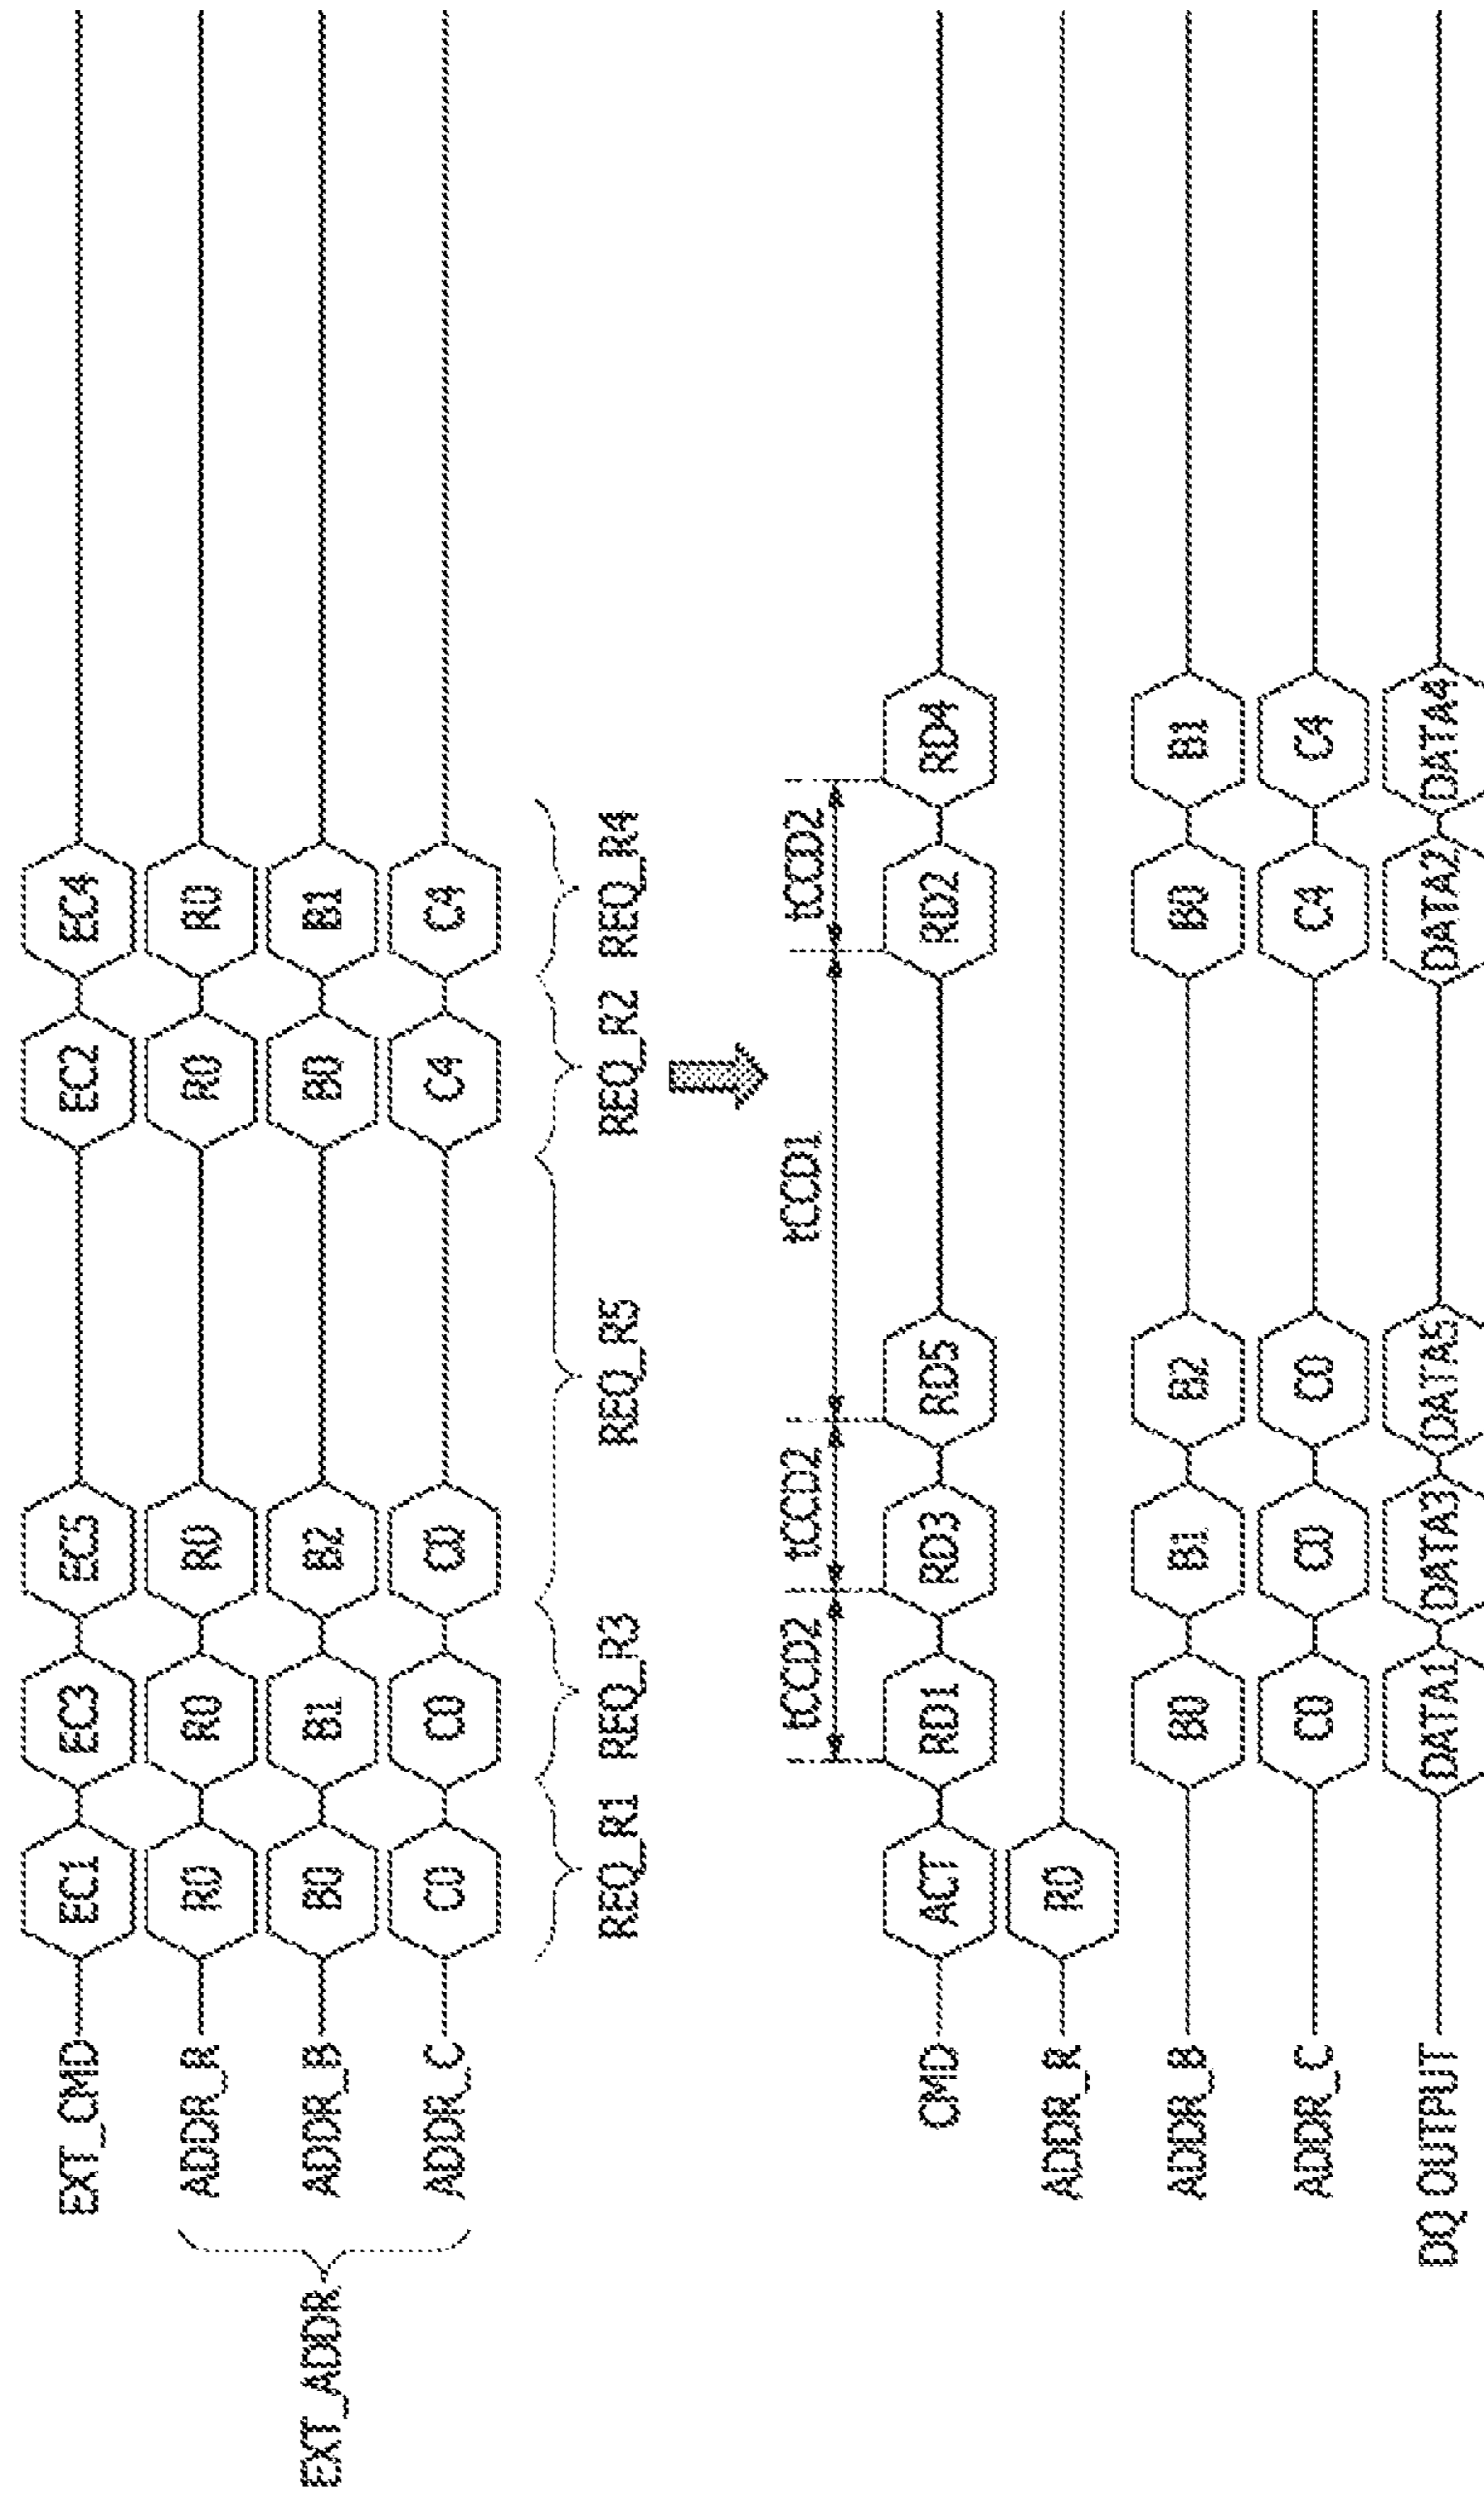 EXT_CMD EC1 EC3 EC5 EC2 EC4
ADDR_R R0 R0 R0 R0 R0
EXT_ADDR ADDR_B B0 B1 B2 B0 B1
ADDR_C C0 C0 C0 C4 C4
REQ_R1 REQ_R3 REQ_R5 REQ_R2 REQ_R4
tCCD2 tCCD2 tCCD1 tCCD2
CMD ACT RD1 RD3 RD5 RD2 RD4
ADDR_R R0
ADDR_B B0 B1 B2 B0 B1
ADDR_C C0 C0 C0 C4 C4
DQ OUTPUT DATA1 DATA3 DATA5 DATA2 DATA4